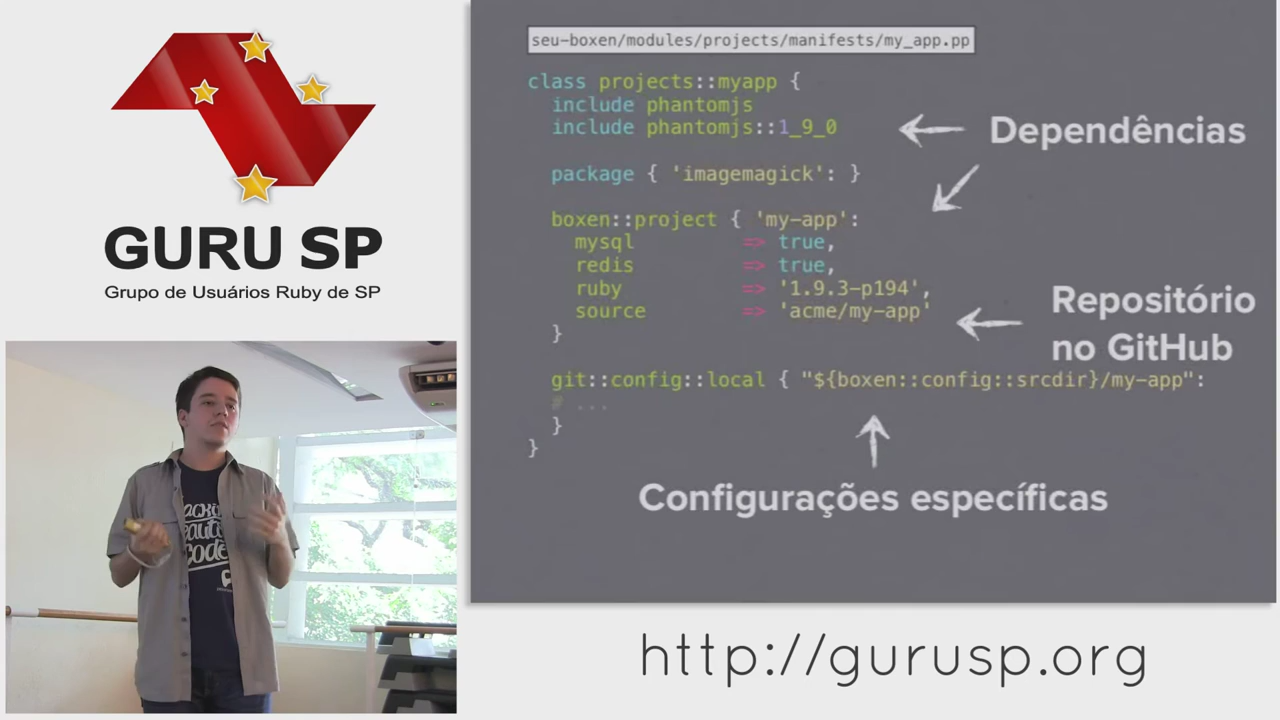 GURU SP
Grupo de Usuários Ruby de SP
seu-boxen/modules/projects/manifests/my_app.pp
class projects::myapp {
include phantomjs
include phantomjs::1_9_0
Dependências
package { 'imagemagick': }
boxen::project { 'my-app':
mysql => true,
redis => true,
ruby => '1.9.3-p194',
source => 'acme/my-app'
}
Repositório
no GitHub
git::config::local { "${boxen::config::srcdir}/my-app":
# ...
}
}
Configurações específicas
code
http://gurusp.org